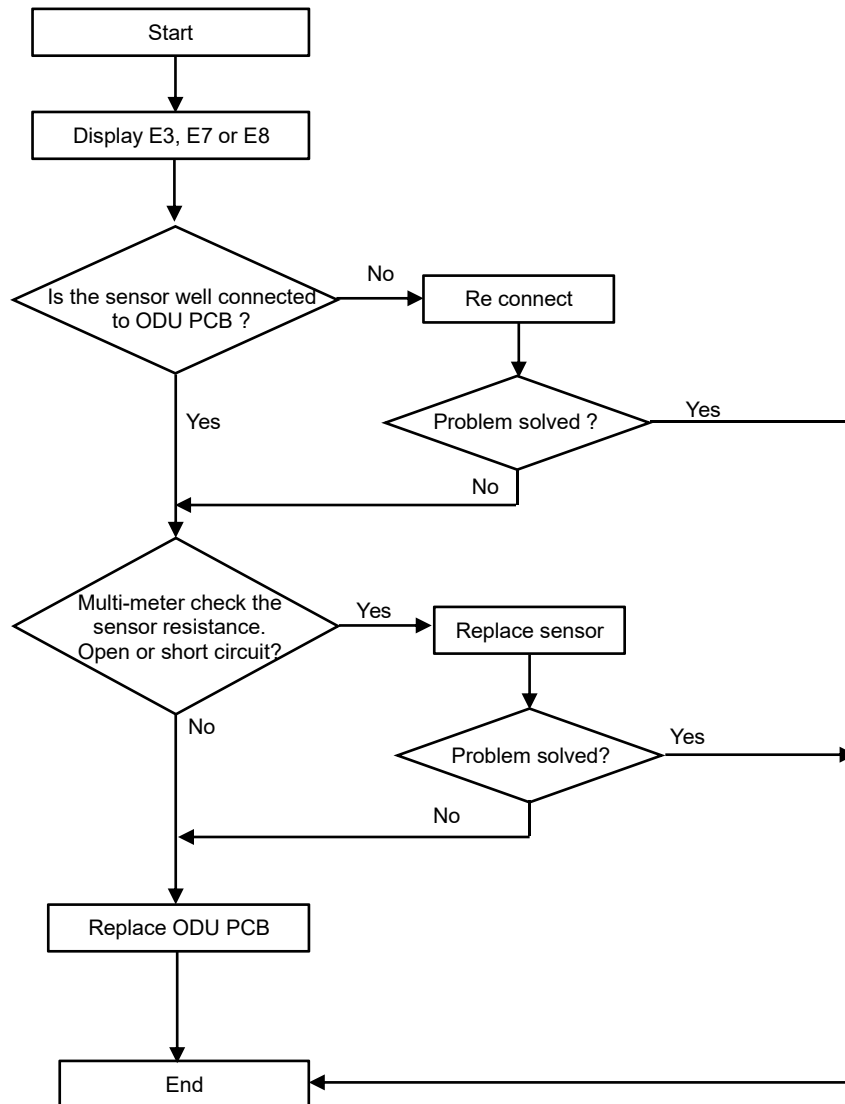 Start
Display E3, E7 or E8
Is the sensor well connected
to ODU PCB ?
No
Re connect
Yes
Problem solved ?
Yes
No
Multi-meter check the
sensor resistance.
Open or short circuit?
Yes
Replace sensor
No
Problem solved?
Yes
No
Replace ODU PCB
End